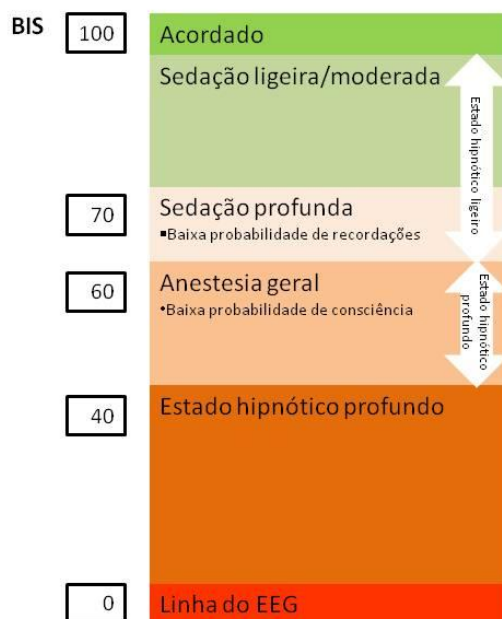 BIS
100
Acordado
Sedação ligeira/moderada
Estado hipnótico ligeiro
70
Sedação profunda
▪Baixa probabilidade de recordações
60
Anestesia geral
•Baixa probabilidade de consciência
Estado hipnótico
profundo
40
Estado hipnótico profundo
0
Linha do EEG